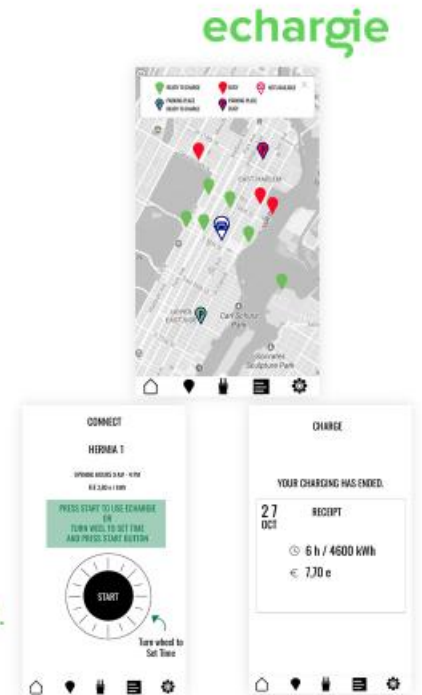 echargie
READY TO CHARGE
BUSY
NOT AVAILABLE
PARKING PLACE
READY TO CHARGE
PARKING PLACE
BUSY
EAST HARLEM
UPPER
EAST SIDE
Carl Schurz
Park
Socrates
Sculpture Park
CONNECT
HERNIA 1
OPENING HOURS 9 AM - 4 PM
PRESS START TO USE ECHARGIE
OR
TURN WEEL TO SET TIME
AND PRESS START BUTTON
START
Turn wheel to
Set Time
CHARGE
YOUR CHARGING HAS ENDED.
27
OCT
RECEIPT
6 h / 4600 kWh
€ 7,70 e